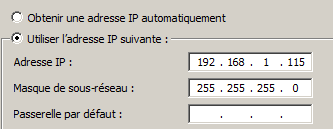 Obtenir une adresse IP automatiquement
Utiliser l'adresse IP suivante :
Adresse IP : 192 . 168 . 1 . 115
Masque de sous-réseau : 255 . 255 . 255 . 0
Passerelle par défaut : . . .